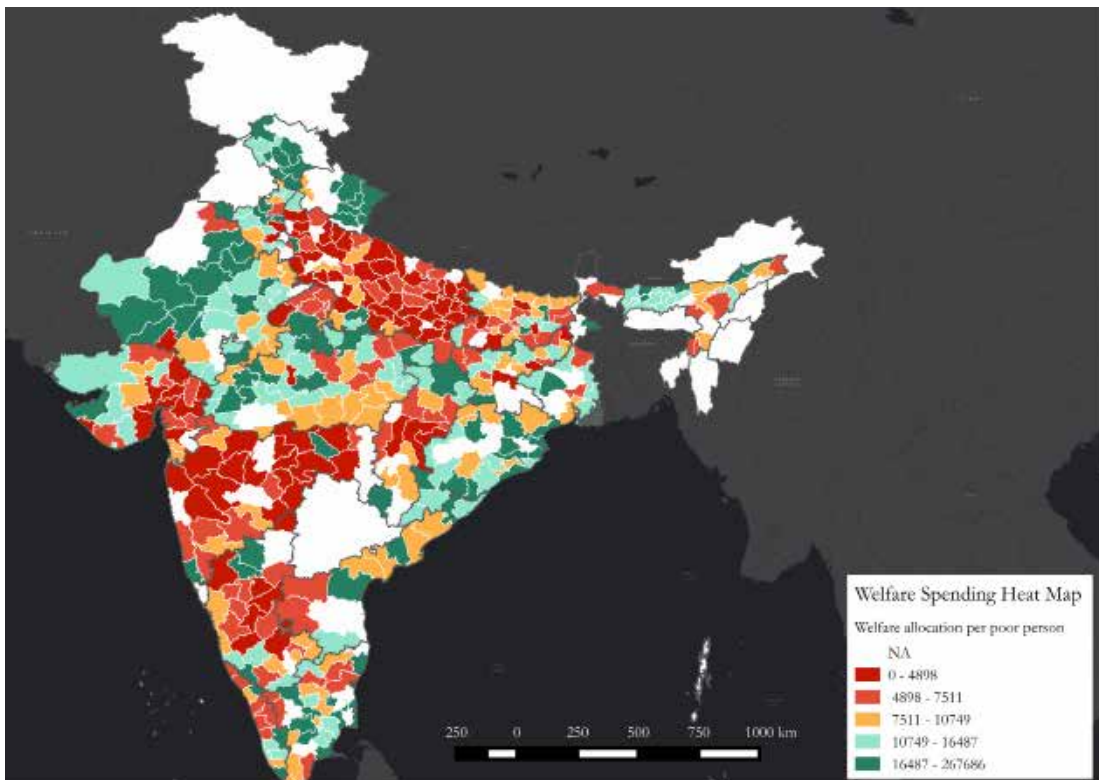 Welfare Spending Heat Map
Welfare allocation per poor person
NA
0 - 4898
4898 - 7511
7511 - 10749
10749 - 16487
16487 - 267686
250 0 250 500 750 1000 km